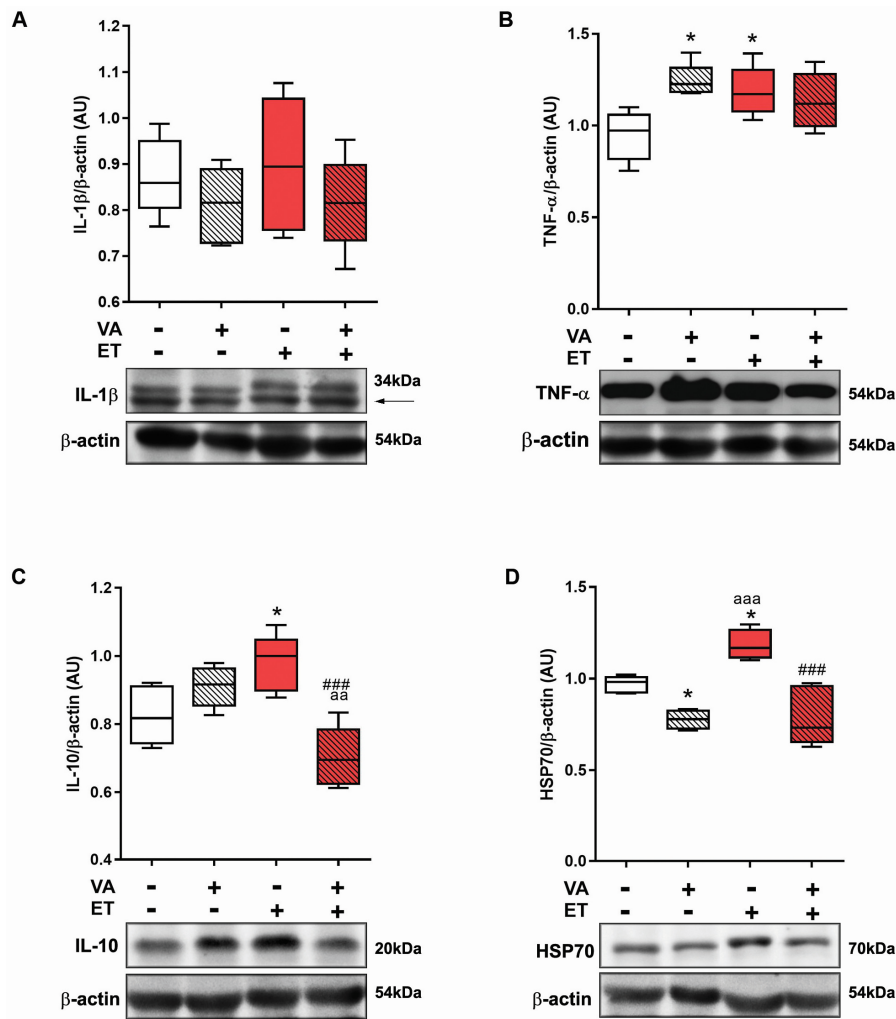 A
IL-1β/β-actin (AU)
1.2
1.1
1.0
0.9
0.8
0.7
0.6
VA - + - +
ET - - + +
IL-1β 34kDa
β-actin 54kDa
B
TNF-α/β-actin (AU)
1.5
1.0
0.5
0.0
* *
VA - + - +
ET - - + +
TNF-α 54kDa
β-actin 54kDa
C
IL-10/β-actin (AU)
1.2
1.0
0.8
0.6
0.4
*
###
aa
VA - + - +
ET - - + +
IL-10 20kDa
β-actin 54kDa
D
HSP70/β-actin (AU)
1.5
1.0
0.5
0.0
*
aaa
*
###
VA - + - +
ET - - + +
HSP70 70kDa
β-actin 54kDa